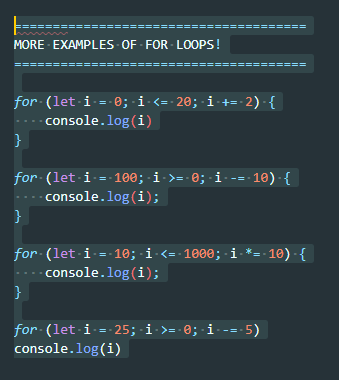 ====================================
MORE EXAMPLES OF FOR LOOPS!
====================================
for (let i = 0; i <= 20; i += 2) {
    console.log(i)
}
for (let i = 100; i >= 0; i -= 10) {
    console.log(i);
}
for (let i = 10; i <= 1000; i *= 10) {
    console.log(i);
}
for (let i = 25; i >= 0; i -= 5)
console.log(i)